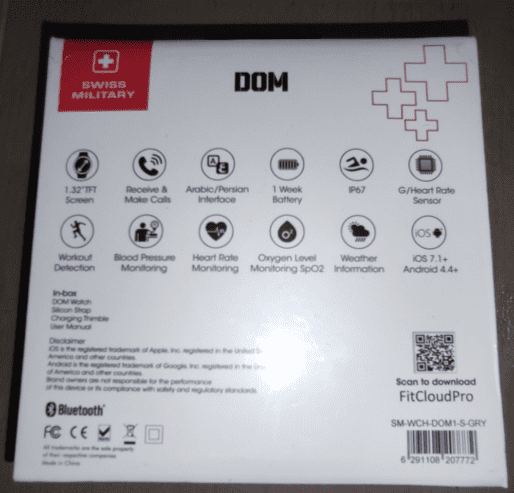 SWISS
MILITARY
DOM
1.32"TFT
Screen
Receive &
Make Calls
Arabic/Persian
Interface
1 Week
Battery
IP67
G/Heart Rate
Sensor
Workout
Detection
Blood Pressure
Monitoring
Heart Rate
Monitoring
Oxygen Level
Monitoring SpO2
Weather
Information
iOS
iOS 7.1+
Android 4.4+
In-box
DOM Watch
Silicon Strap
Charging Thimble
User Manual
Disclaimer
iOS is the registered trademark of Apple, Inc. registered in the United S
America and other countries.
Android is the registered trademark of Google, Inc. registered in the Un
of America and other countries
Brand owners are not responsible for the performance
of this device or its compliance with safety and regulatory standards
Scan to download
FitCloudPro
Bluetooth®
SM-WCH-DOM1-S-GRY
FC CE
All trademarks are the sole property
of their respective companies
Made in China
6 291108 207772